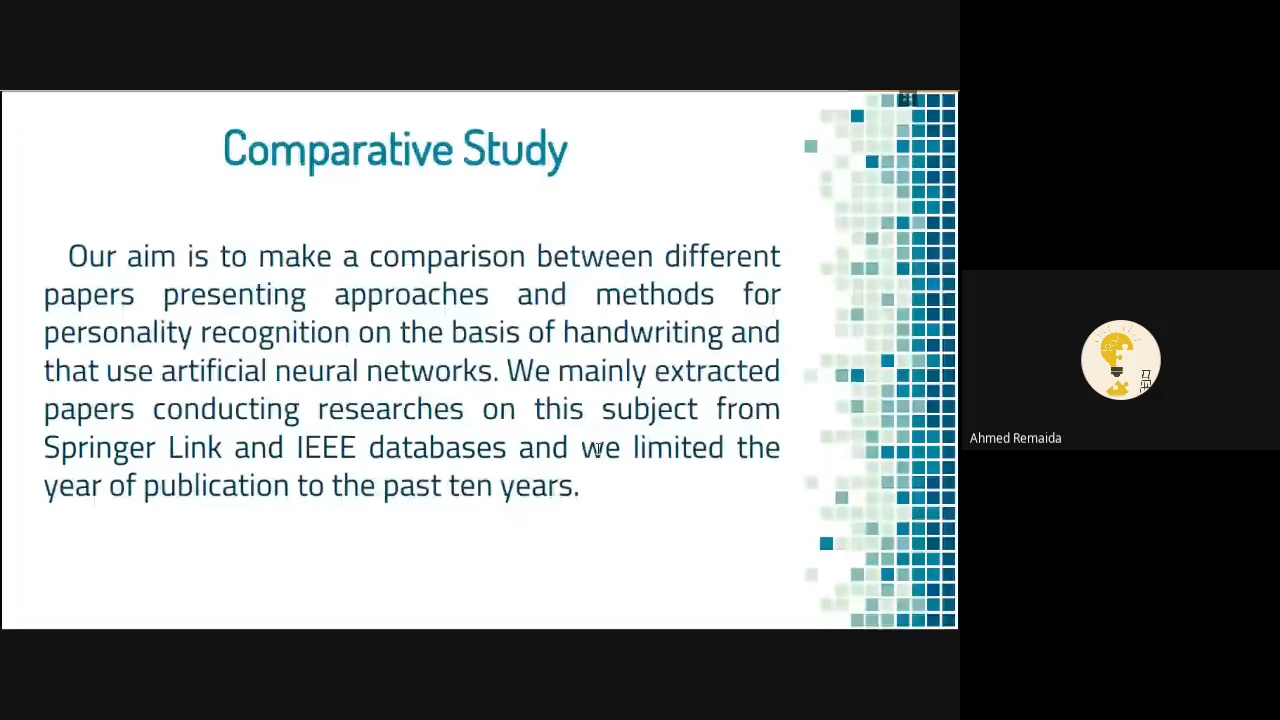 Comparative Study
Our aim is to make a comparison between different
papers presenting approaches and methods for
personality recognition on the basis of handwriting and
that use artificial neural networks. We mainly extracted
papers conducting researches on this subject from
Springer Link and IEEE databases and we limited the
year of publication to the past ten years.
Ahmed Remaida